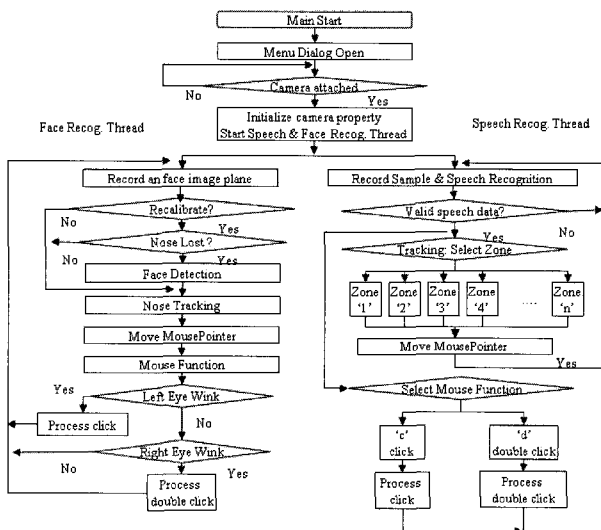 Main Start
Menu Dialog Open
Camera attached
No
Yes
Initialize camera property
Start Speech & Face Recog. Thread
Face Recog. Thread
Speech Recog. Thread
Record an face image plane
Recalibrate?
No
Yes
Nose Lost ?
No
Yes
Face Detection
Nose Tracking
Move MousePointer
Mouse Function
Left Eye Wink
Yes
No
Process click
Right Eye Wink
No
Yes
Process
double click
Record Sample & Speech Recognition
Valid speech data?
Yes
No
Tracking: Select Zone
Zone
'1'
Zone
'2'
Zone
'3'
Zone
'4'
.....
Zone
'n'
Move MousePointer
Yes
Select Mouse Function
'c'
click
'd'
double click
Process
click
Process
double click